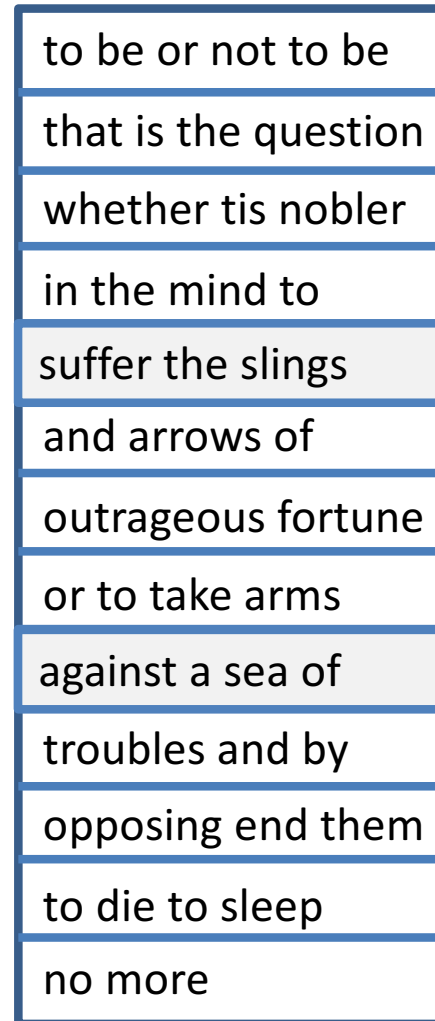 to be or not to be
that is the question
whether tis nobler
in the mind to
suffer the slings
and arrows of
outrageous fortune
or to take arms
against a sea of
troubles and by
opposing end them
to die to sleep
no more